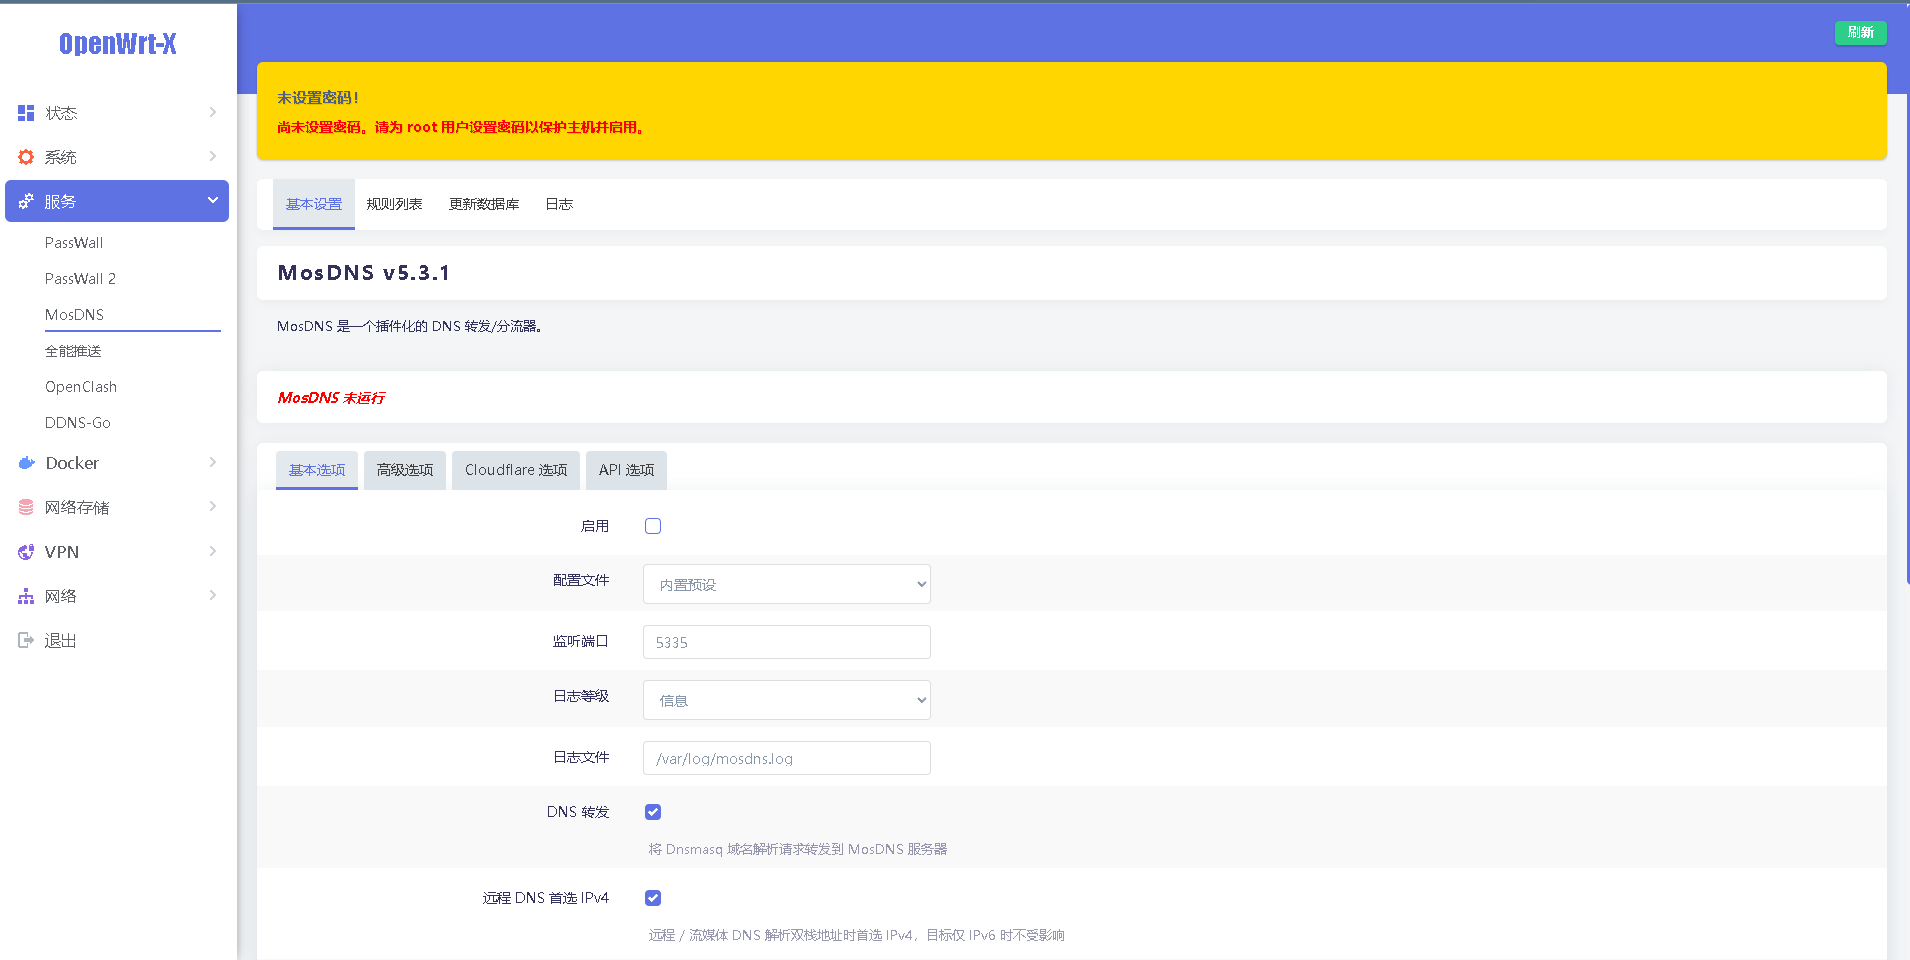 OpenWrt-X
状态
系统
服务
PassWall
PassWall 2
MosDNS
全能推送
OpenClash
DDNS-Go
Docker
网络存储
VPN
网络
退出
刷新
未设置密码！
尚未设置密码。请为 root 用户设置密码以保护主机并启用。
基本设置 规则列表 更新数据库 日志
MosDNS v5.3.1
MosDNS 是一个插件化的 DNS 转发/分流器。
MosDNS 未运行
基本选项 高级选项 Cloudflare 选项 API 选项
启用
配置文件 内置预设
监听端口 5335
日志等级 信息
日志文件 /var/log/mosdns.log
DNS 转发
将 Dnsmasq 域名解析请求转发到 MosDNS 服务器
远程 DNS 首选 IPv4
远程 / 流媒体 DNS 解析双栈地址时首选 IPv4，目标仅 IPv6 时不受影响